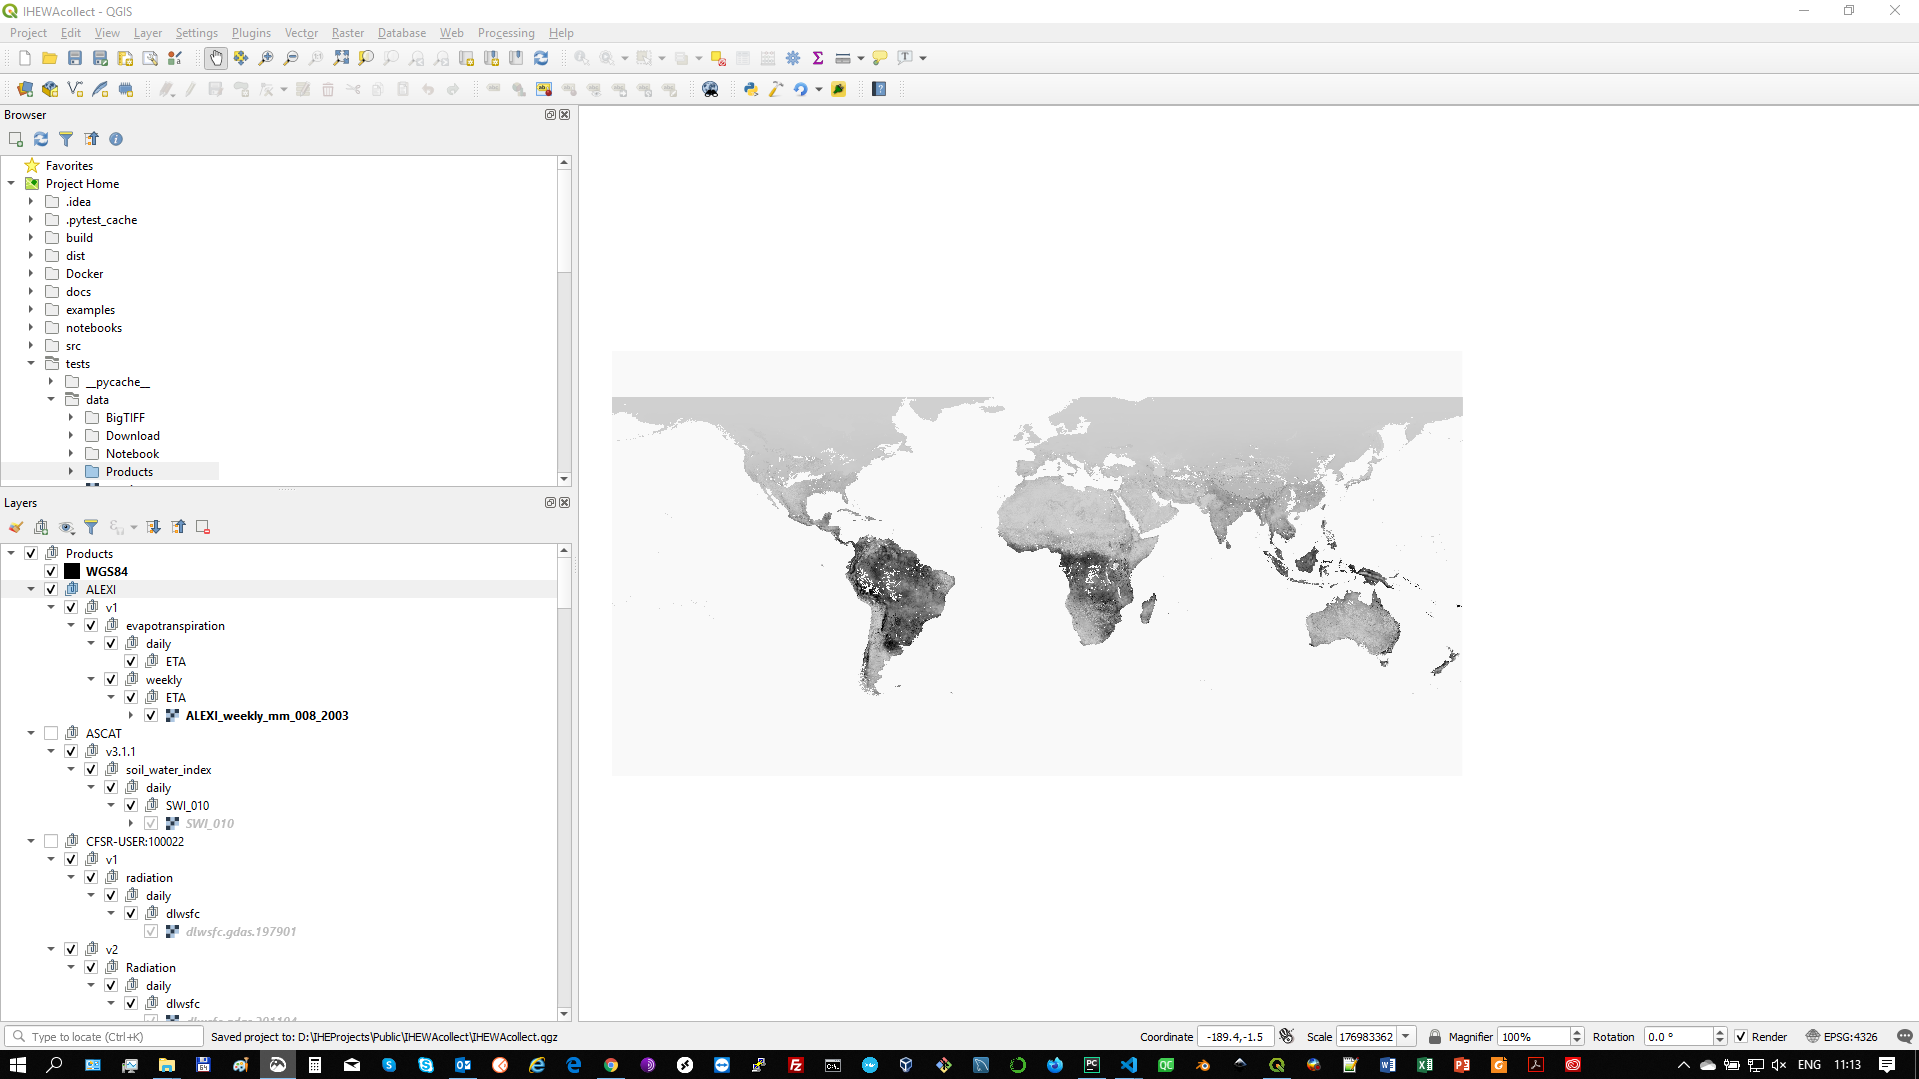 IHEWAcollect - QGIS
Project Edit View Layer Settings Plugins Vector Raster Database Web Processing Help
Browser
Favorites
Project Home
.idea
.pytest_cache
build
dist
Docker
docs
examples
notebooks
src
tests
__pycache__
data
BigTIFF
Download
Notebook
Products
Layers
Products
WGS84
ALEXI
v1
evapotranspiration
daily
ETA
weekly
ETA
ALEXI_weekly_mm_008_2003
ASCAT
v3.1.1
soil_water_index
daily
SWI_010
SWI_010
CFSR-USER:100022
v1
radiation
daily
dlwsfc
dlwsfc.gdas.197901
v2
Radiation
daily
dlwsfc
Type to locate (Ctrl+K) Saved project to: D:\IHEProjects\Public\IHEWAcollect\IHEWAcollect.qgz Coordinate -189.4,-1.5 Scale 176983362 Magnifier 100% Rotation 0.0 ° Render EPSG:4326
ENG 11:13